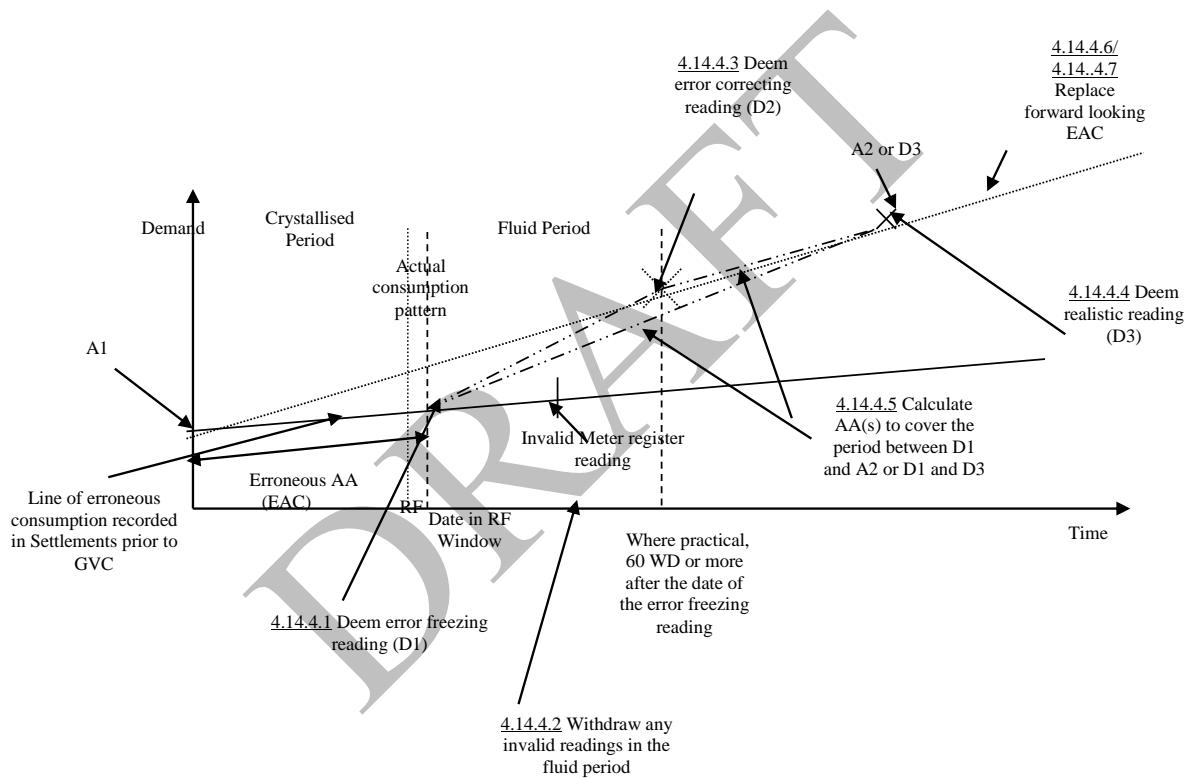 4.14.4.3 Deem
error correcting
reading (D2)
4.14.4.6/
4.14..4.7
Replace
forward looking
EAC
A2 or D3
Demand
Crystallised
Period
Fluid Period
Actual
consumption
pattern
4.14.4.4 Deem
realistic reading
(D3)
A1
4.14.4.5 Calculate
AA(s) to cover the
period between D1
and A2 or D1 and D3
Invalid Meter register
reading
Erroneous AA
(EAC)
Line of erroneous
consumption recorded
in Settlements prior to
GVC
RF
Date in RF
Window
Time
Where practical,
60 WD or more
after the date of
the error freezing
reading
4.14.4.1 Deem error freezing
reading (D1)
4.14.4.2 Withdraw any
invalid readings in the
fluid period
DRAFT